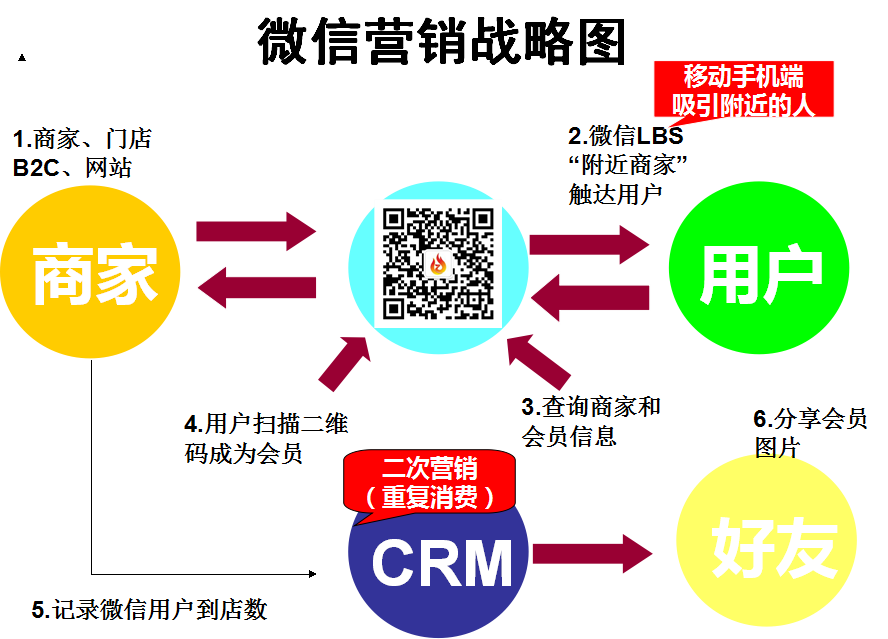 微信营销战略图
移动手机端
吸引附近的人
1.商家、门店
B2C、网站
2.微信LBS
“附近商家”
触达用户
商家
用户
4.用户扫描二维
码成为会员
3.查询商家和
会员信息
6.分享会员
图片
二次营销
（重复消费）
CRM
好友
5.记录微信用户到店数